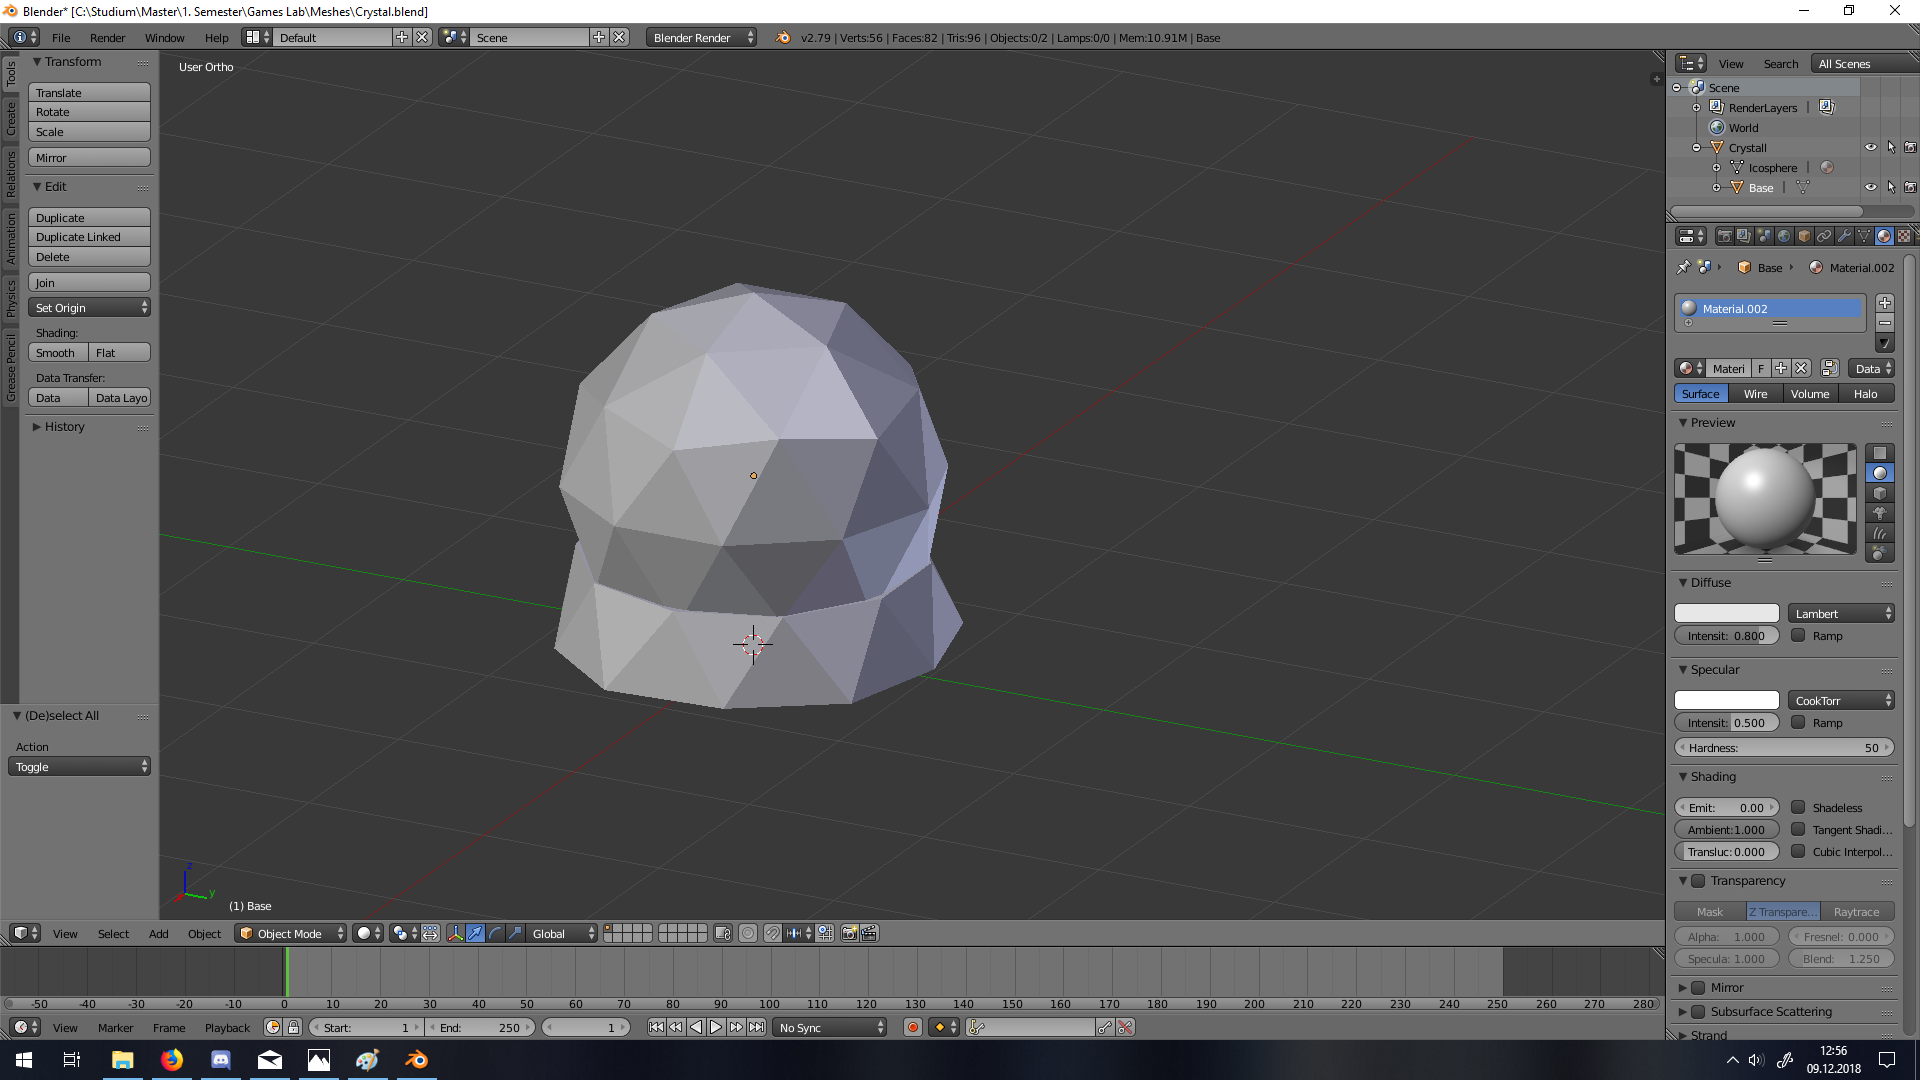 Blender* [C:\Studium\Master\1. Semester\Games Lab\Meshes\Crystal.blend]
File Render Window Help Default Scene Blender Render v2.79 | Verts:56 | Faces:82 | Tris:96 | Objects:0/2 | Lamps:0/0 | Mem:10.91M | Base
Tools
Create
Relations
Animation
Physics
Grease Pencil
Transform
Translate
Rotate
Scale
Mirror
Edit
Duplicate
Duplicate Linked
Delete
Join
Set Origin
Shading:
Smooth Flat
Data Transfer:
Data Data Layo
History
(De)select All
Action
Toggle
User Ortho
z
y
(1) Base
View Search All Scenes
Scene
RenderLayers
World
Crystall
Icosphere
Base
Base Material.002
Material.002
Materi F Data
Surface Wire Volume Halo
Preview
Diffuse
Lambert
Intensit: 0.800 Ramp
Specular
CookTorr
Intensit: 0.500 Ramp
Hardness: 50
Shading
Emit: 0.00 Shadeless
Ambient:1.000 Tangent Shadi...
Transluc:0.000 Cubic Interpol...
Transparency
Mask Z Transpare... Raytrace
Alpha: 1.000 Fresnel: 0.000
Specula: 1.000 Blend: 1.250
Mirror
Subsurface Scattering
Strand
View Select Add Object Object Mode Global
-50 -40 -30 -20 -10 0 10 20 30 40 50 60 70 80 90 100 110 120 130 140 150 160 170 180 190 200 210 220 230 240 250 260 270 280
View Marker Frame Playback Start: 1 End: 250 1 No Sync
12:56
09.12.2018